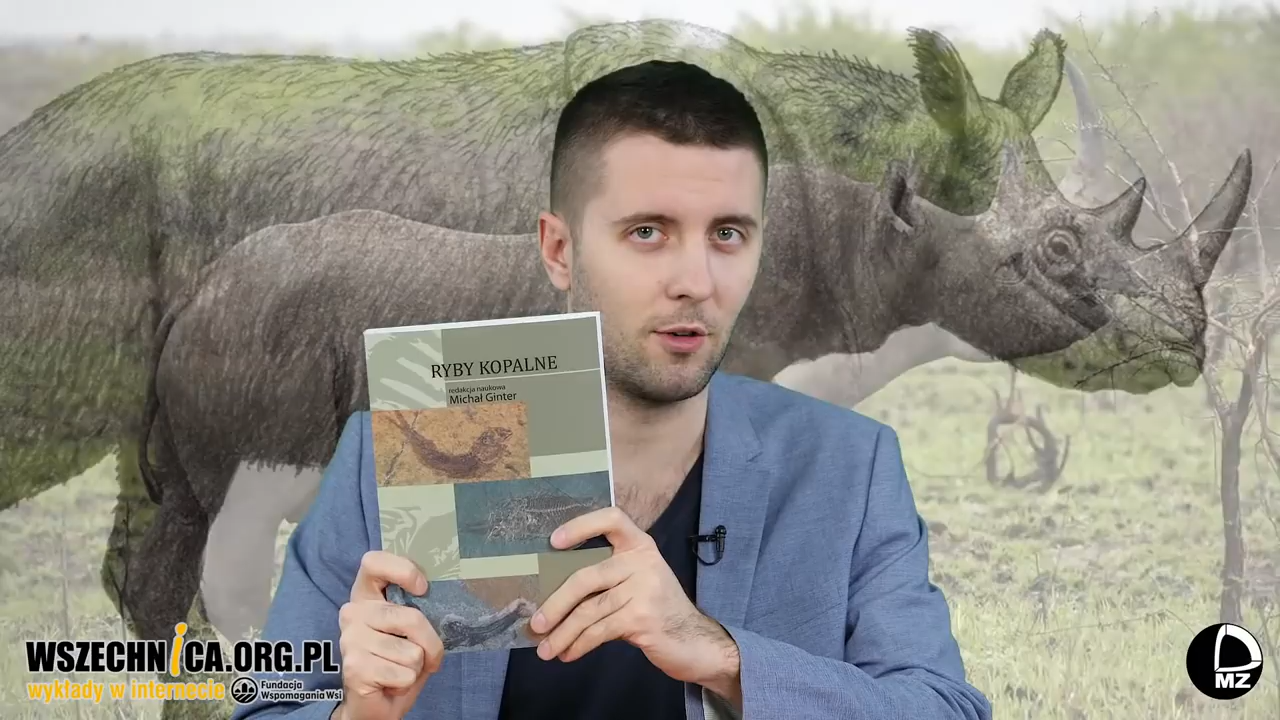 RYBY KOPALNE
redakcja naukowa
Michał Ginter
WSZECHNICA.ORG.PL
wykłady w internecie
Fundacja
Wspomagania Wsi
MZ